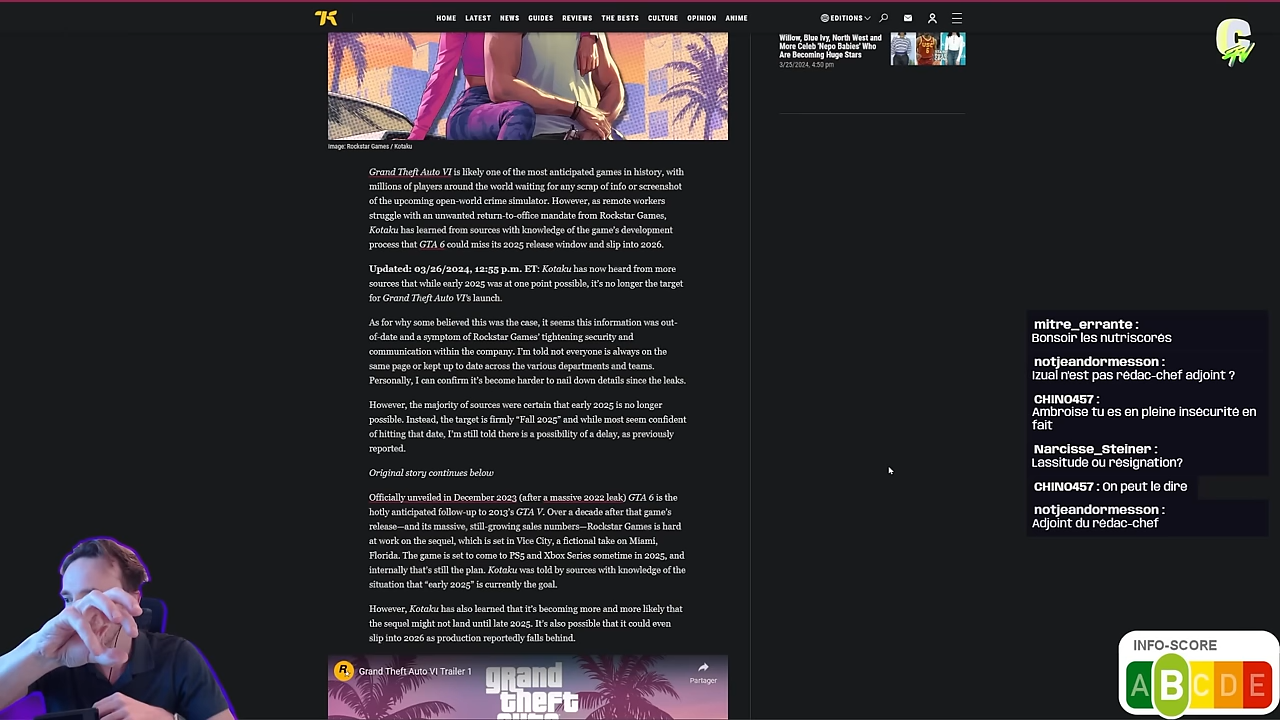 HOME LATEST NEWS GUIDES REVIEWS THE BESTS CULTURE OPINION ANIME
EDITIONS
Willow, Blue Ivy, North West and
More Celeb 'Nepo Babies' Who
Are Becoming Huge Stars
3/25/2024, 4:50 pm
Image: Rockstar Games / Kotaku
Grand Theft Auto VI is likely one of the most anticipated games in history, with
millions of players around the world waiting for any scrap of info or screenshot
of the upcoming open-world crime simulator. However, as remote workers
struggle with an unwanted return-to-office mandate from Rockstar Games,
Kotaku has learned from sources with knowledge of the game's development
process that GTA 6 could miss its 2025 release window and slip into 2026.
Updated: 03/26/2024, 12:55 p.m. ET: Kotaku has now heard from more
sources that while early 2025 was at one point possible, it's no longer the target
for Grand Theft Auto VI's launch.
As for why some believed this was the case, it seems this information was out-
of-date and a symptom of Rockstar Games' tightening security and
communication within the company. I'm told not everyone is always on the
same page or kept up to date across the various departments and teams.
Personally, I can confirm it's become harder to nail down details since the leaks.
However, the majority of sources were certain that early 2025 is no longer
possible. Instead, the target is firmly "Fall 2025" and while most seem confident
of hitting that date, I'm still told there is a possibility of a delay, as previously
reported.
Original story continues below
Officially unveiled in December 2023 (after a massive 2022 leak) GTA 6 is the
hotly anticipated follow-up to 2013's GTA V. Over a decade after that game's
release—and its massive, still-growing sales numbers—Rockstar Games is hard
at work on the sequel, which is set in Vice City, a fictional take on Miami,
Florida. The game is set to come to PS5 and Xbox Series sometime in 2025, and
internally that's still the plan. Kotaku was told by sources with knowledge of the
situation that "early 2025" is currently the goal.
However, Kotaku has also learned that it's becoming more and more likely that
the sequel might not land until late 2025. It's also possible that it could even
slip into 2026 as production reportedly falls behind.
Grand Theft Auto VI Trailer 1
Partager
grand
theft
mitre_errante :
Bonsoir les nutriscorés
notjeandormesson :
Izual n'est pas rédac-chef adjoint ?
CHINO457 :
Ambroise tu es en pleine insécurité en
fait
Narcisse_Steiner :
Lassitude ou résignation?
CHINO457 : On peut le dire
notjeandormesson :
Adjoint du rédac-chef
INFO-SCORE
A B C D E